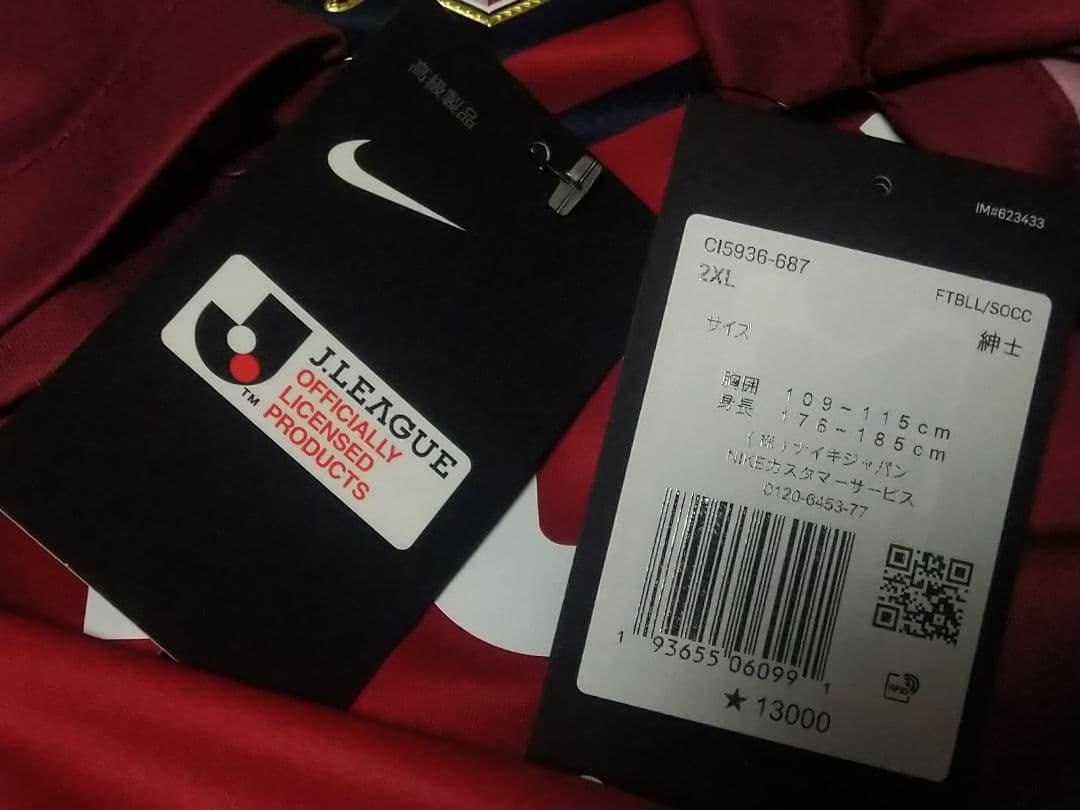 高級製品
J.LEAGUE
OFFICIALLY
LICENSED
PRODUCTS
TM
IM#623433
CI5936-687
2XL
FTBLL/SOCC
サイズ
紳士
胸囲 109~115cm
身長 176~185cm
(株)ナイキジャパン
NIKEカスタマーサービス
0120-6453-77
1 93655 06099 1
★13000